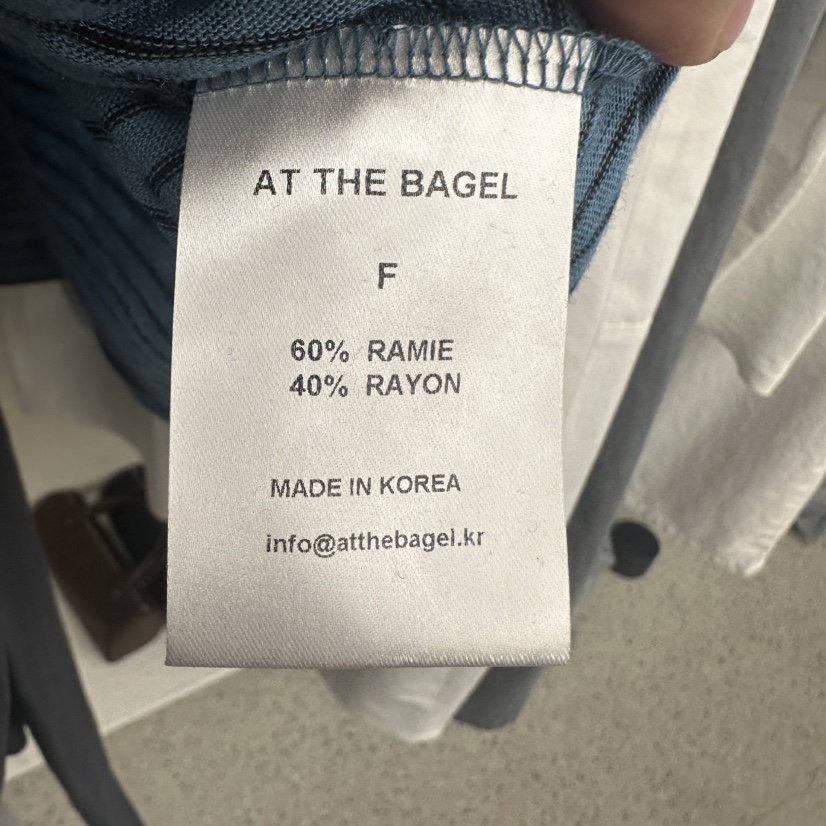 AT THE BAGEL
F
60% RAMIE
40% RAYON
MADE IN KOREA
info@atthebagel.kr